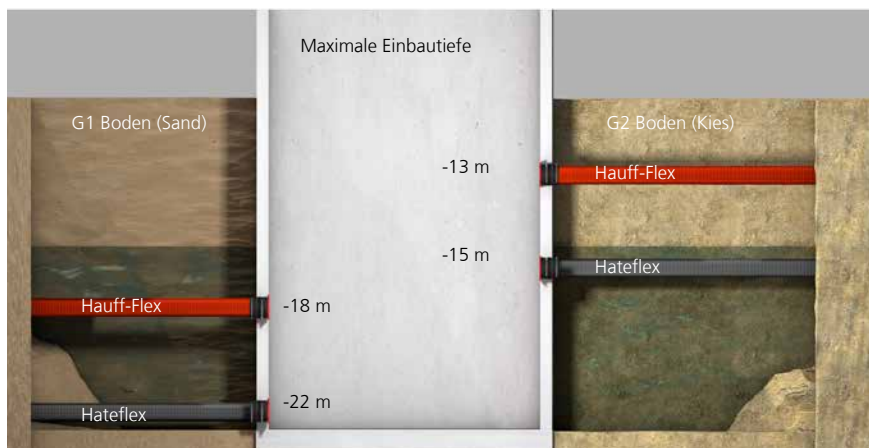 Maximale Einbautiefe
G1 Boden (Sand)
G2 Boden (Kies)
-13 m
Hauff-Flex
-15 m
Hateflex
Hauff-Flex
-18 m
Hateflex
-22 m